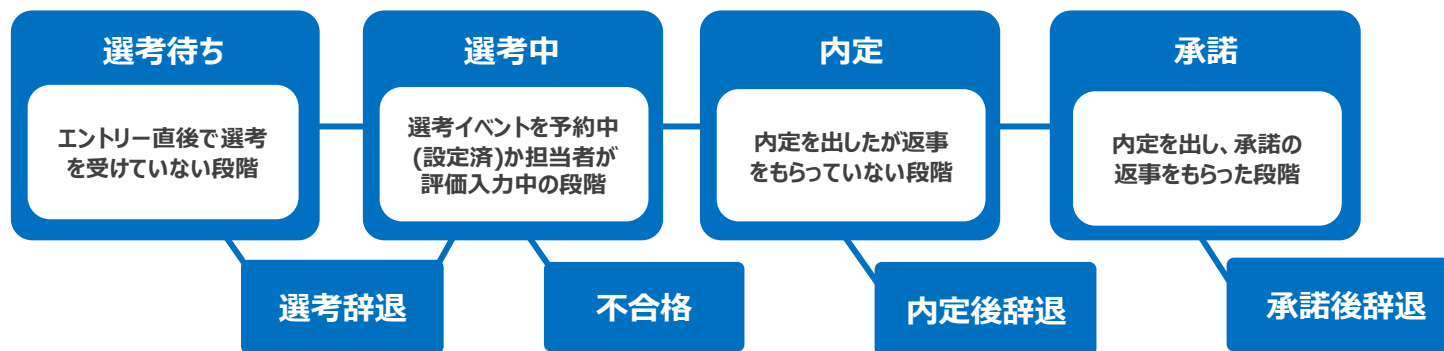 選考待ち
エントリー直後で選考
を受けていない段階
選考中
選考イベントを予約中
(設定済)か担当者が
評価入力中の段階
内定
内定を出したが返事
をもらっていない段階
承諾
内定を出し、承諾の
返事をもらった段階
選考辞退
不合格
内定後辞退
承諾後辞退